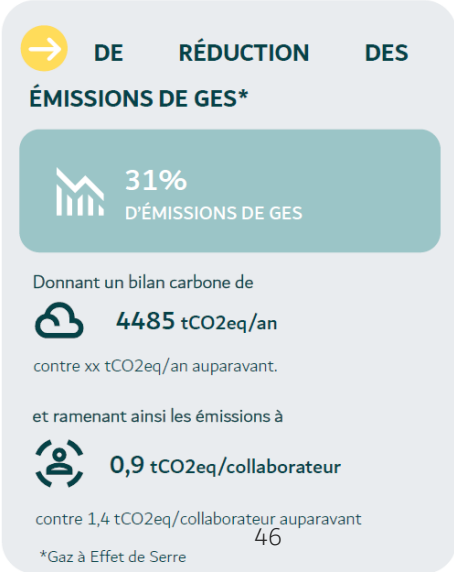 DE RÉDUCTION DES
ÉMISSIONS DE GES*
31%
D'ÉMISSIONS DE GES
Donnant un bilan carbone de
4485 tCO2eq/an
contre xx tCO2eq/an auparavant.
et ramenant ainsi les émissions à
0,9 tCO2eq/collaborateur
contre 1,4 tCO2eq/collaborateur auparavant
46
*Gaz à Effet de Serre